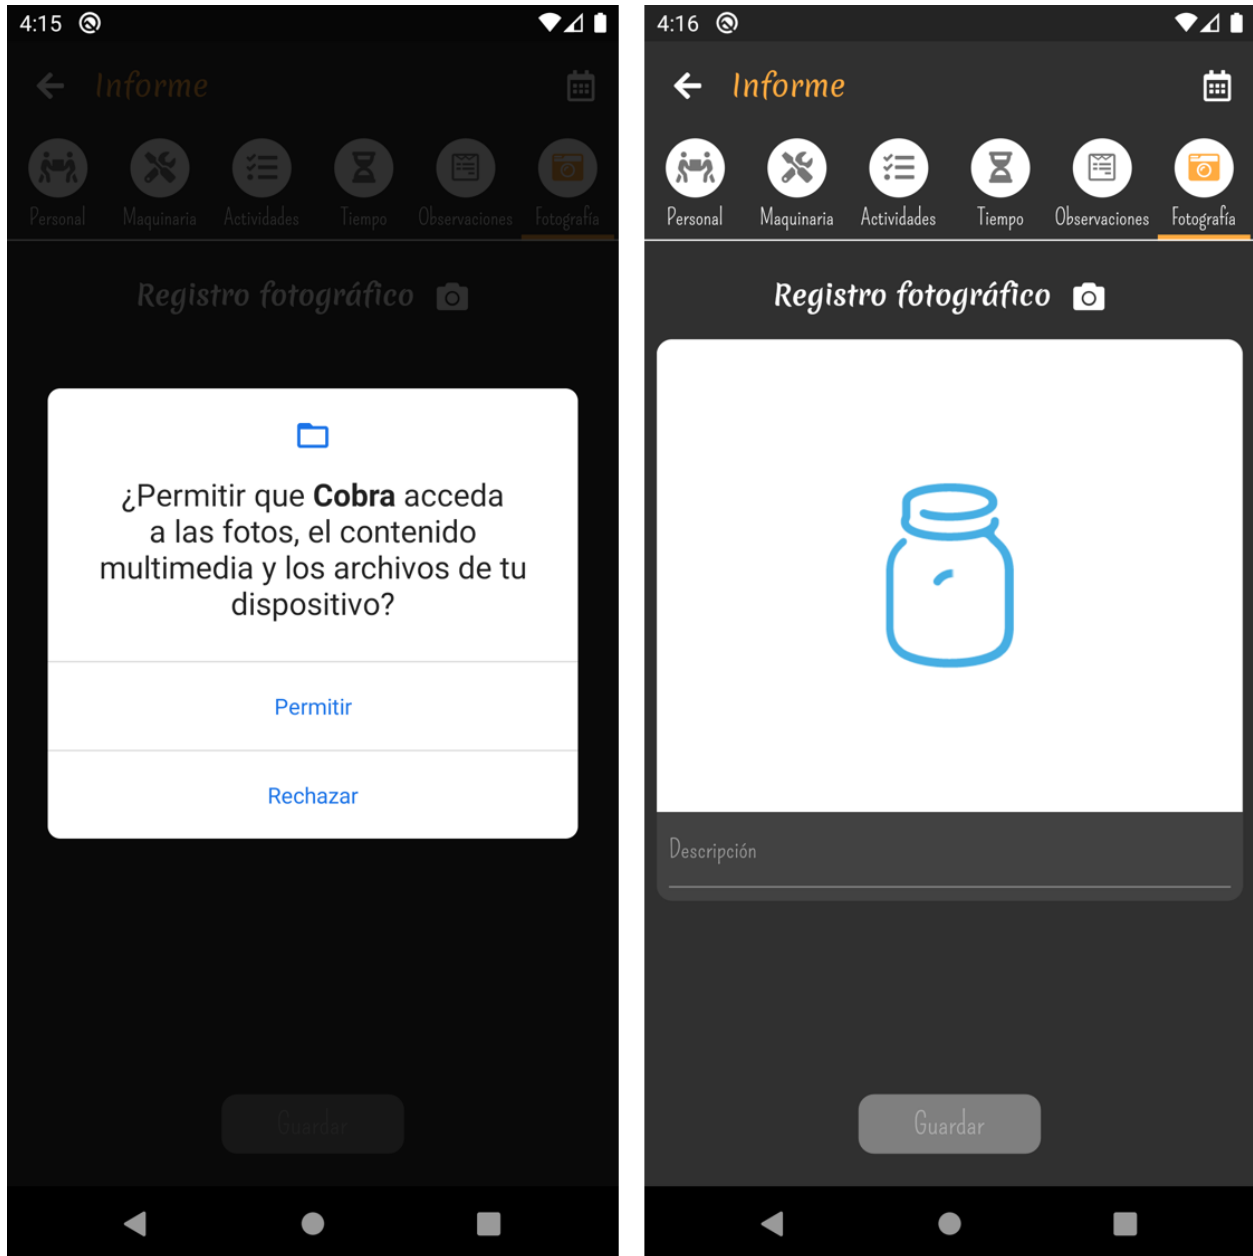 4:15
Informe
Personal Maquinaria Actividades Tiempo Observaciones Fotografía
Registro fotográfico
¿Permitir que Cobra acceda
a las fotos, el contenido
multimedia y los archivos de tu
dispositivo?
Permitir
Rechazar
Guardar
4:16
Informe
Personal Maquinaria Actividades Tiempo Observaciones Fotografía
Registro fotográfico
Descripción
Guardar